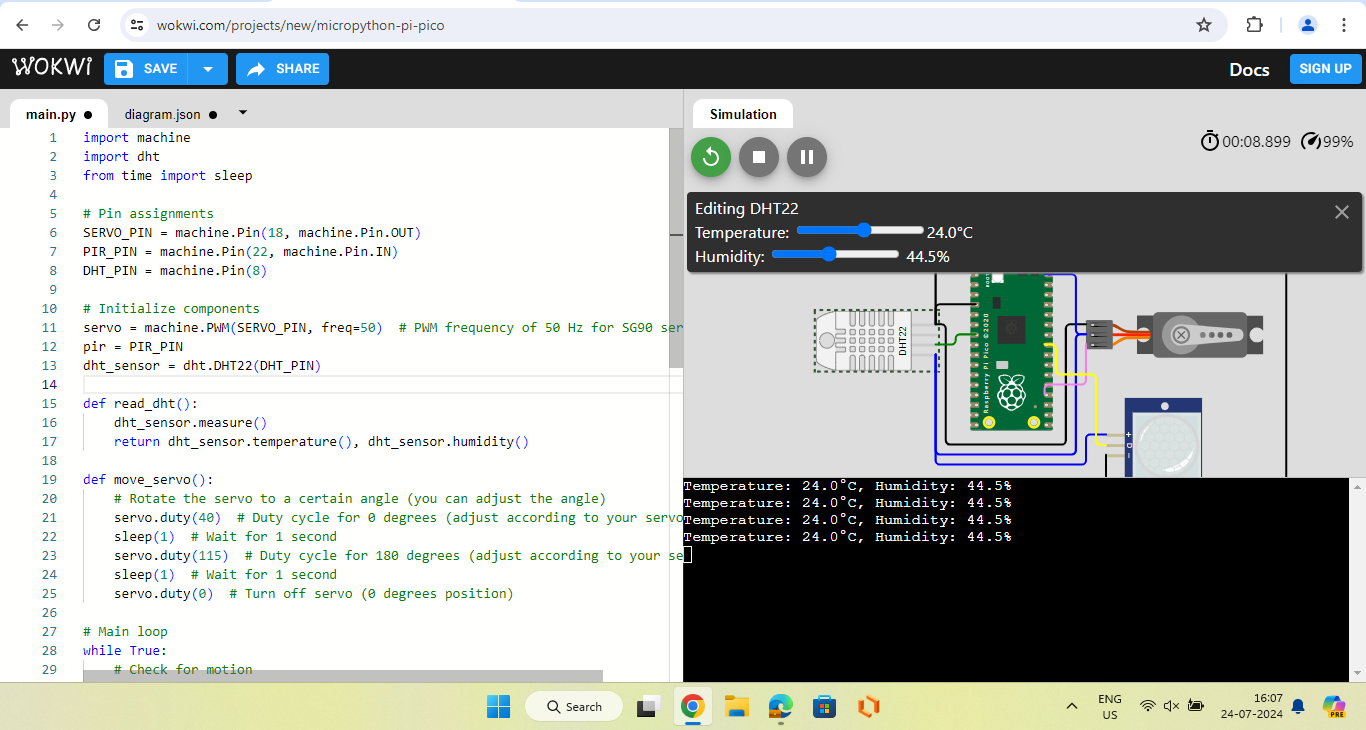 wokwi.com/projects/new/micropython-pi-pico
WOKWi
SAVE
SHARE
Docs
SIGN UP
main.py ●
diagram.json ●
1 import machine
2 import dht
3 from time import sleep
4
5 # Pin assignments
6 SERVO_PIN = machine.Pin(18, machine.Pin.OUT)
7 PIR_PIN = machine.Pin(22, machine.Pin.IN)
8 DHT_PIN = machine.Pin(8)
9
10 # Initialize components
11 servo = machine.PWM(SERVO_PIN, freq=50)  # PWM frequency of 50 Hz for SG90 ser
12 pir = PIR_PIN
13 dht_sensor = dht.DHT22(DHT_PIN)
14
15 def read_dht():
16     dht_sensor.measure()
17     return dht_sensor.temperature(), dht_sensor.humidity()
18
19 def move_servo():
20     # Rotate the servo to a certain angle (you can adjust the angle)
21     servo.duty(40)  # Duty cycle for 0 degrees (adjust according to your servo
22     sleep(1)  # Wait for 1 second
23     servo.duty(115)  # Duty cycle for 180 degrees (adjust according to your se
24     sleep(1)  # Wait for 1 second
25     servo.duty(0)  # Turn off servo (0 degrees position)
26
27 # Main loop
28 while True:
29     # Check for motion
Simulation
00:08.899
99%
Editing DHT22
Temperature: 24.0°C
Humidity: 44.5%
DHT22
Raspberry Pi Pico ©2020
+
D
-
Temperature: 24.0°C, Humidity: 44.5%
Temperature: 24.0°C, Humidity: 44.5%
Temperature: 24.0°C, Humidity: 44.5%
Temperature: 24.0°C, Humidity: 44.5%
Search
ENG
US
16:07
24-07-2024
PRE